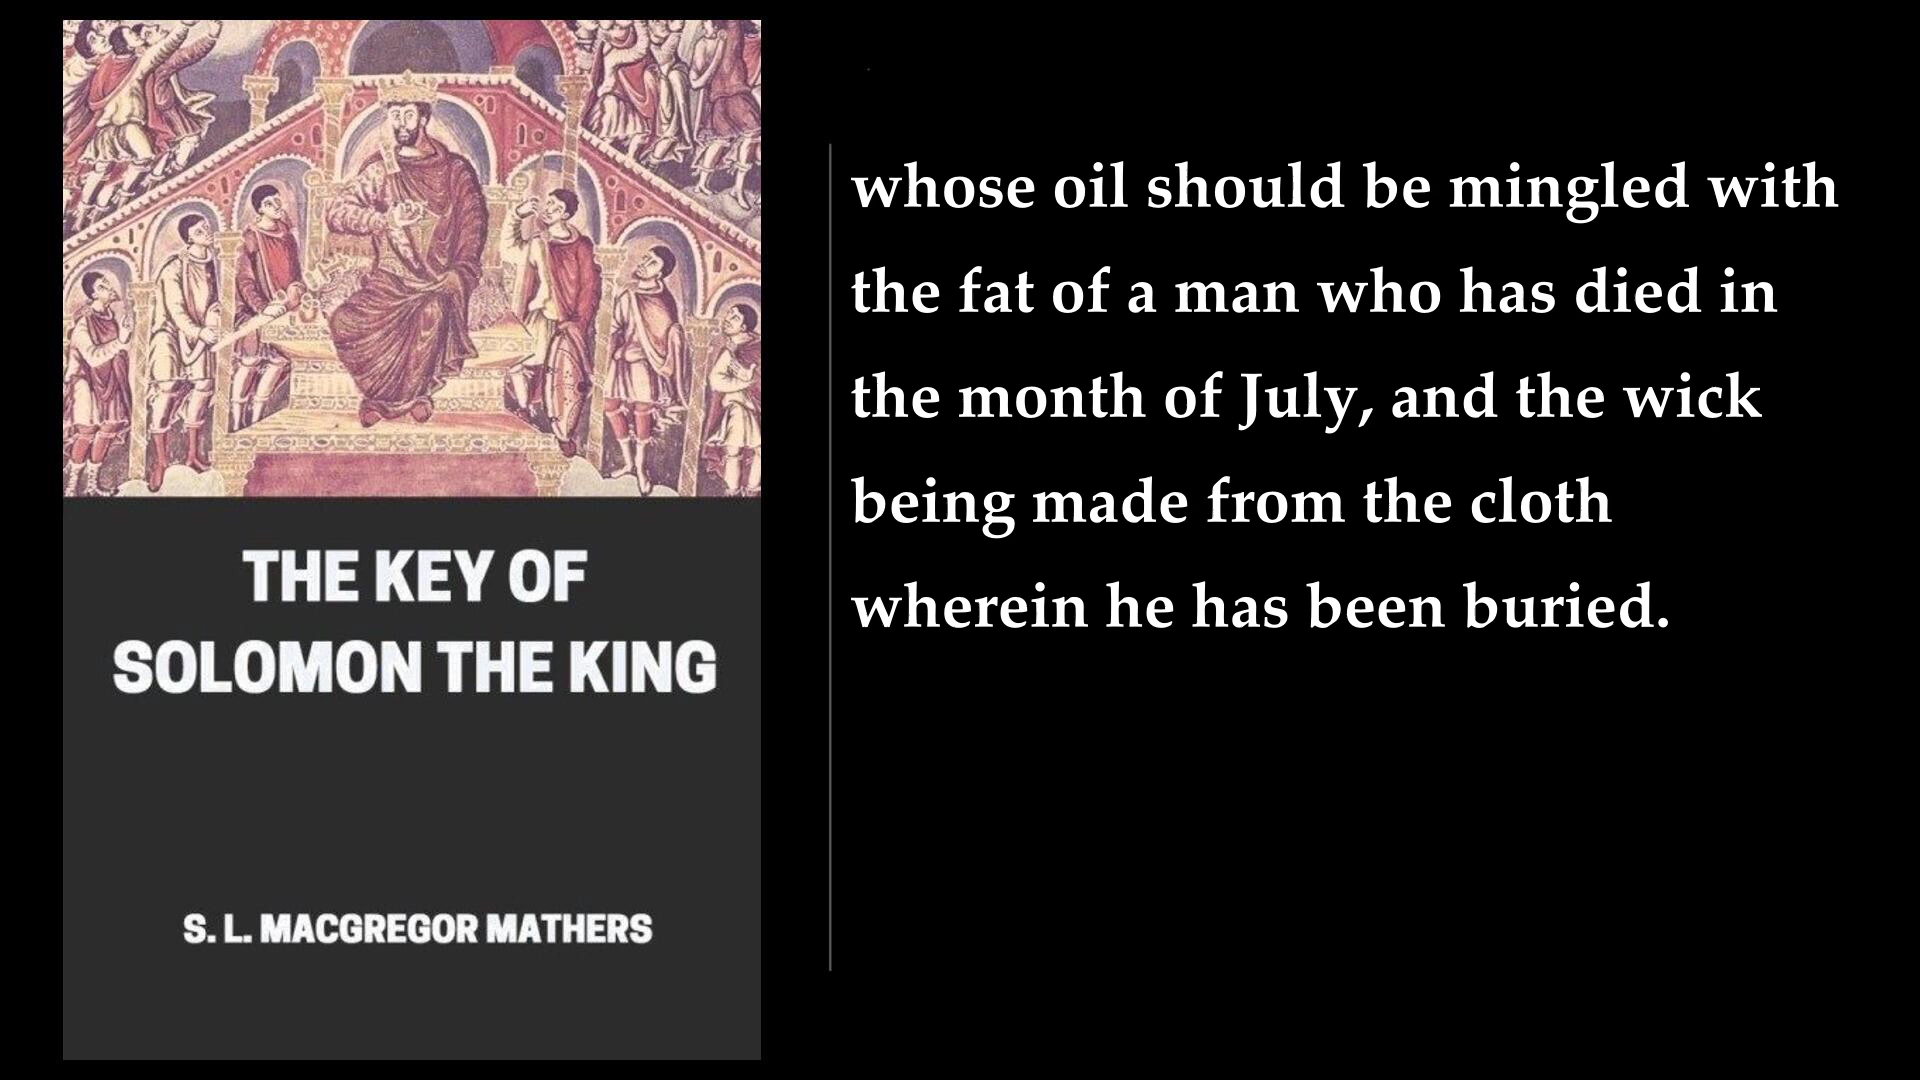 THE KEY OF
SOLOMON THE KING
S. L. MACGREGOR MATHERS
whose oil should be mingled with
the fat of a man who has died in
the month of July, and the wick
being made from the cloth
wherein he has been buried.